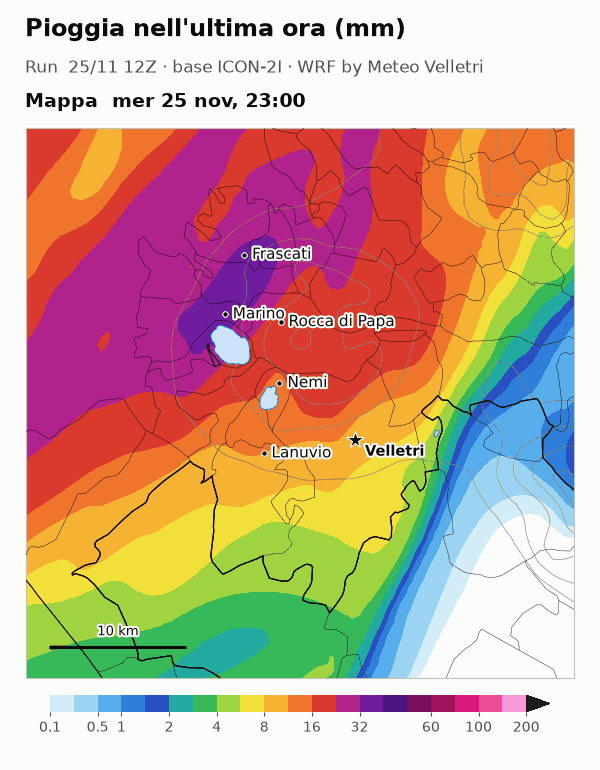 Pioggia nell'ultima ora (mm)
Run  25/11 12Z · base ICON-2I · WRF by Meteo Velletri
Mappa  mer 25 nov, 23:00
Frascati
Marino
Rocca di Papa
Nemi
Velletri
Lanuvio
10 km
0.1 0.5 1 2 4 8 16 32 60 100 200